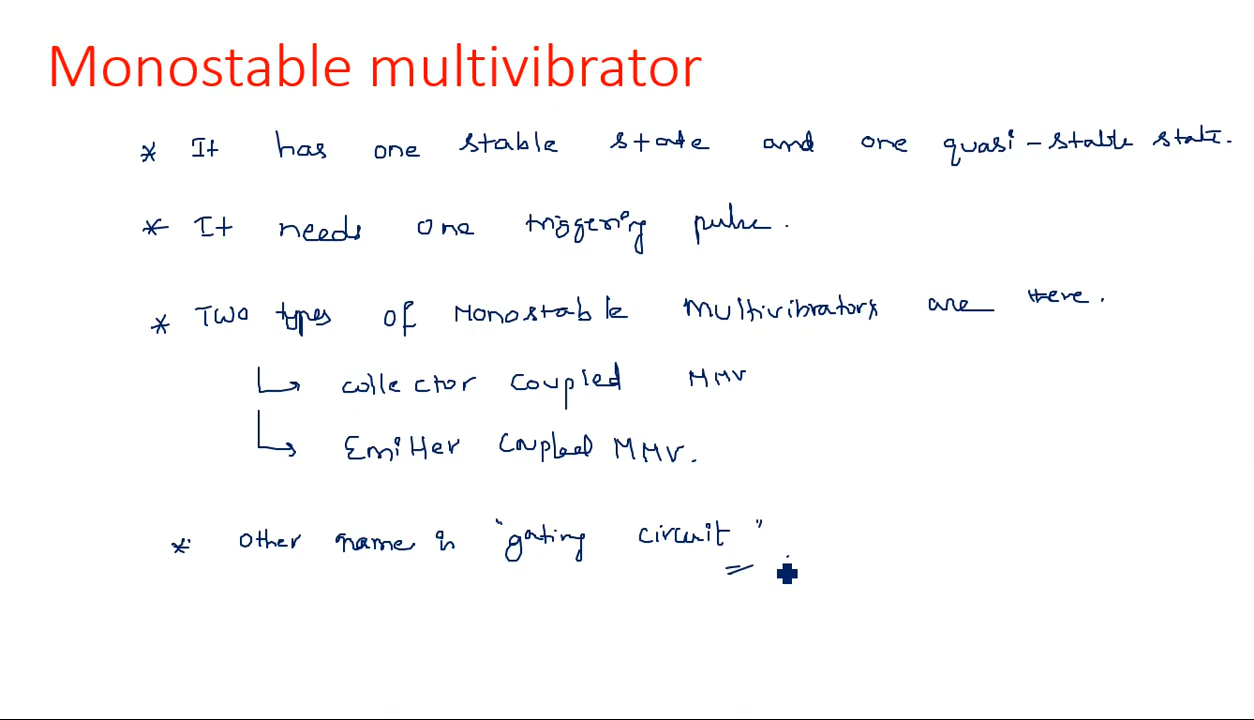 Monostable multivibrator
* It has one stable state and one quasi-stable state.
* It needs one triggering pulse.
* Two types of Monostable Multivibrators are there.
↳ collector coupled MMV
↳ Emitter coupled MMV.
* other name is "gating circuit"